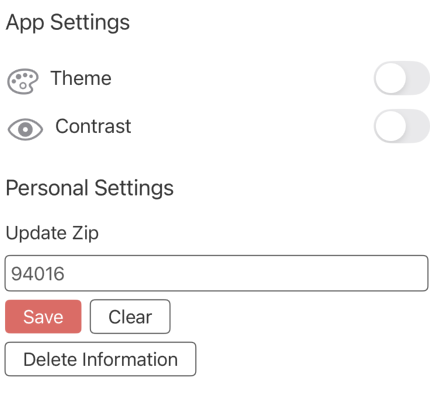 App Settings
Theme
Contrast
Personal Settings
Update Zip
94016
Save Clear
Delete Information